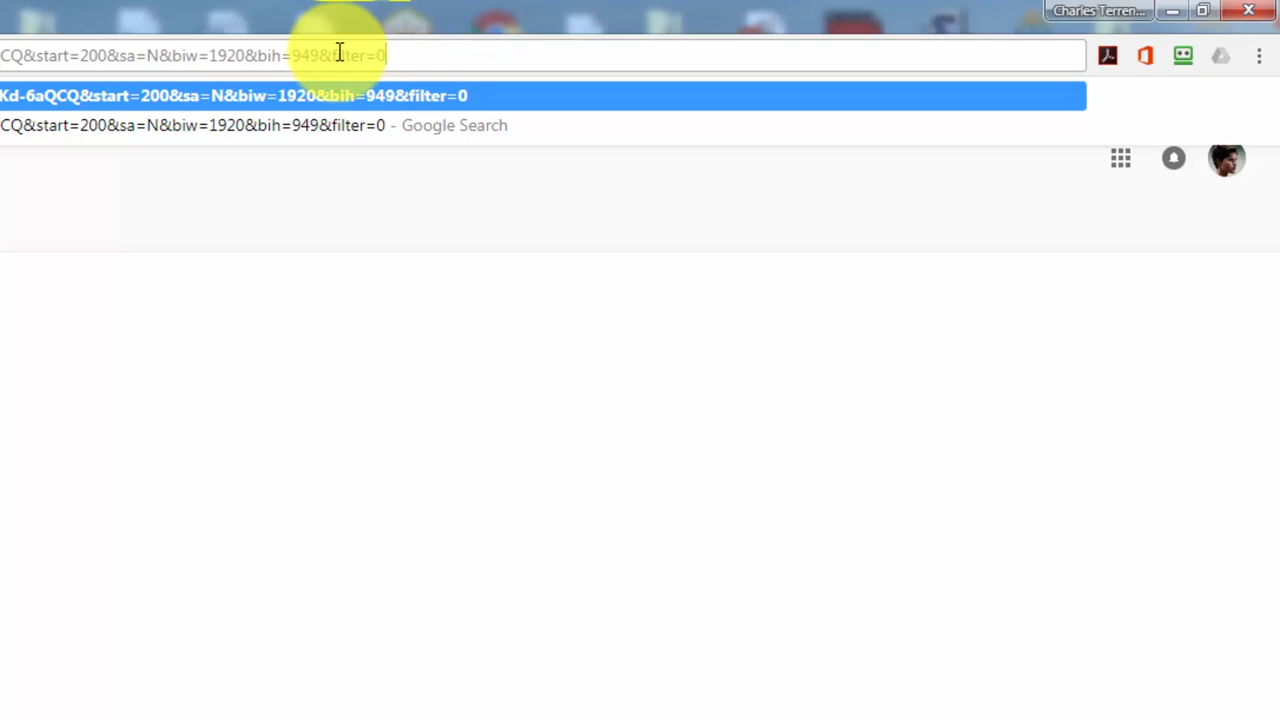 Charles Terren...
CQ&start=200&sa=N&biw=1920&bih=949&filter=0
Kd-6aQCQ&start=200&sa=N&biw=1920&bih=949&filter=0
CQ&start=200&sa=N&biw=1920&bih=949&filter=0 - Google Search